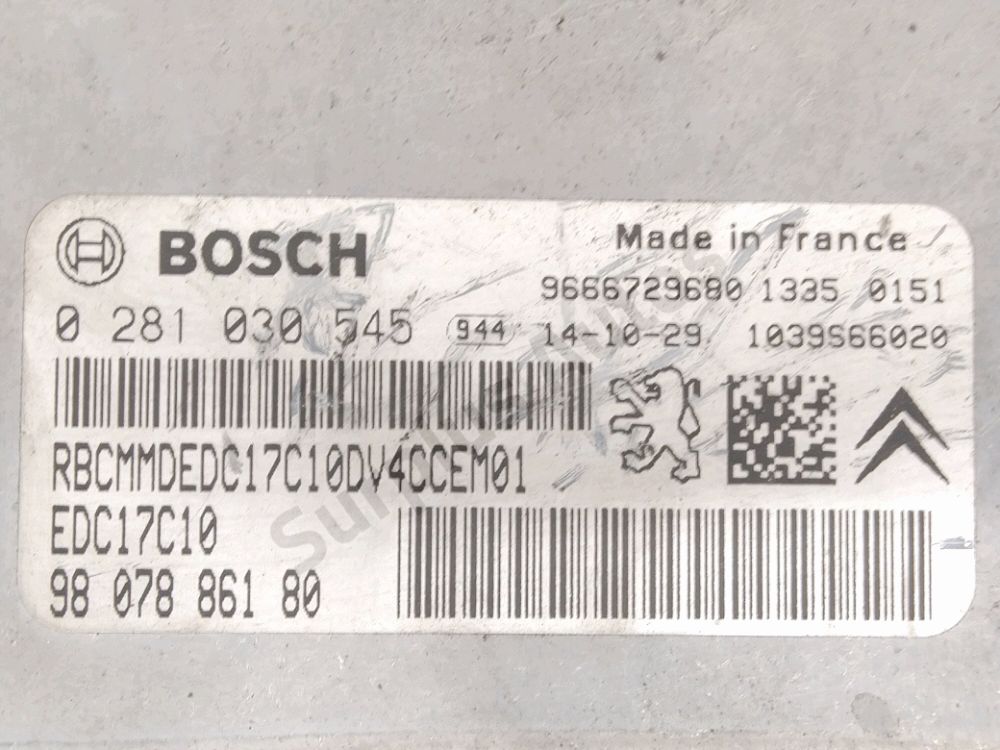 BOSCH
Made in France
9666729680 1335 0151
0 281 030 545 944 14-10-29. 1039S66020
RBCMMDEDC17C10DV4CCEM01
EDC17C10
98 078 861 80